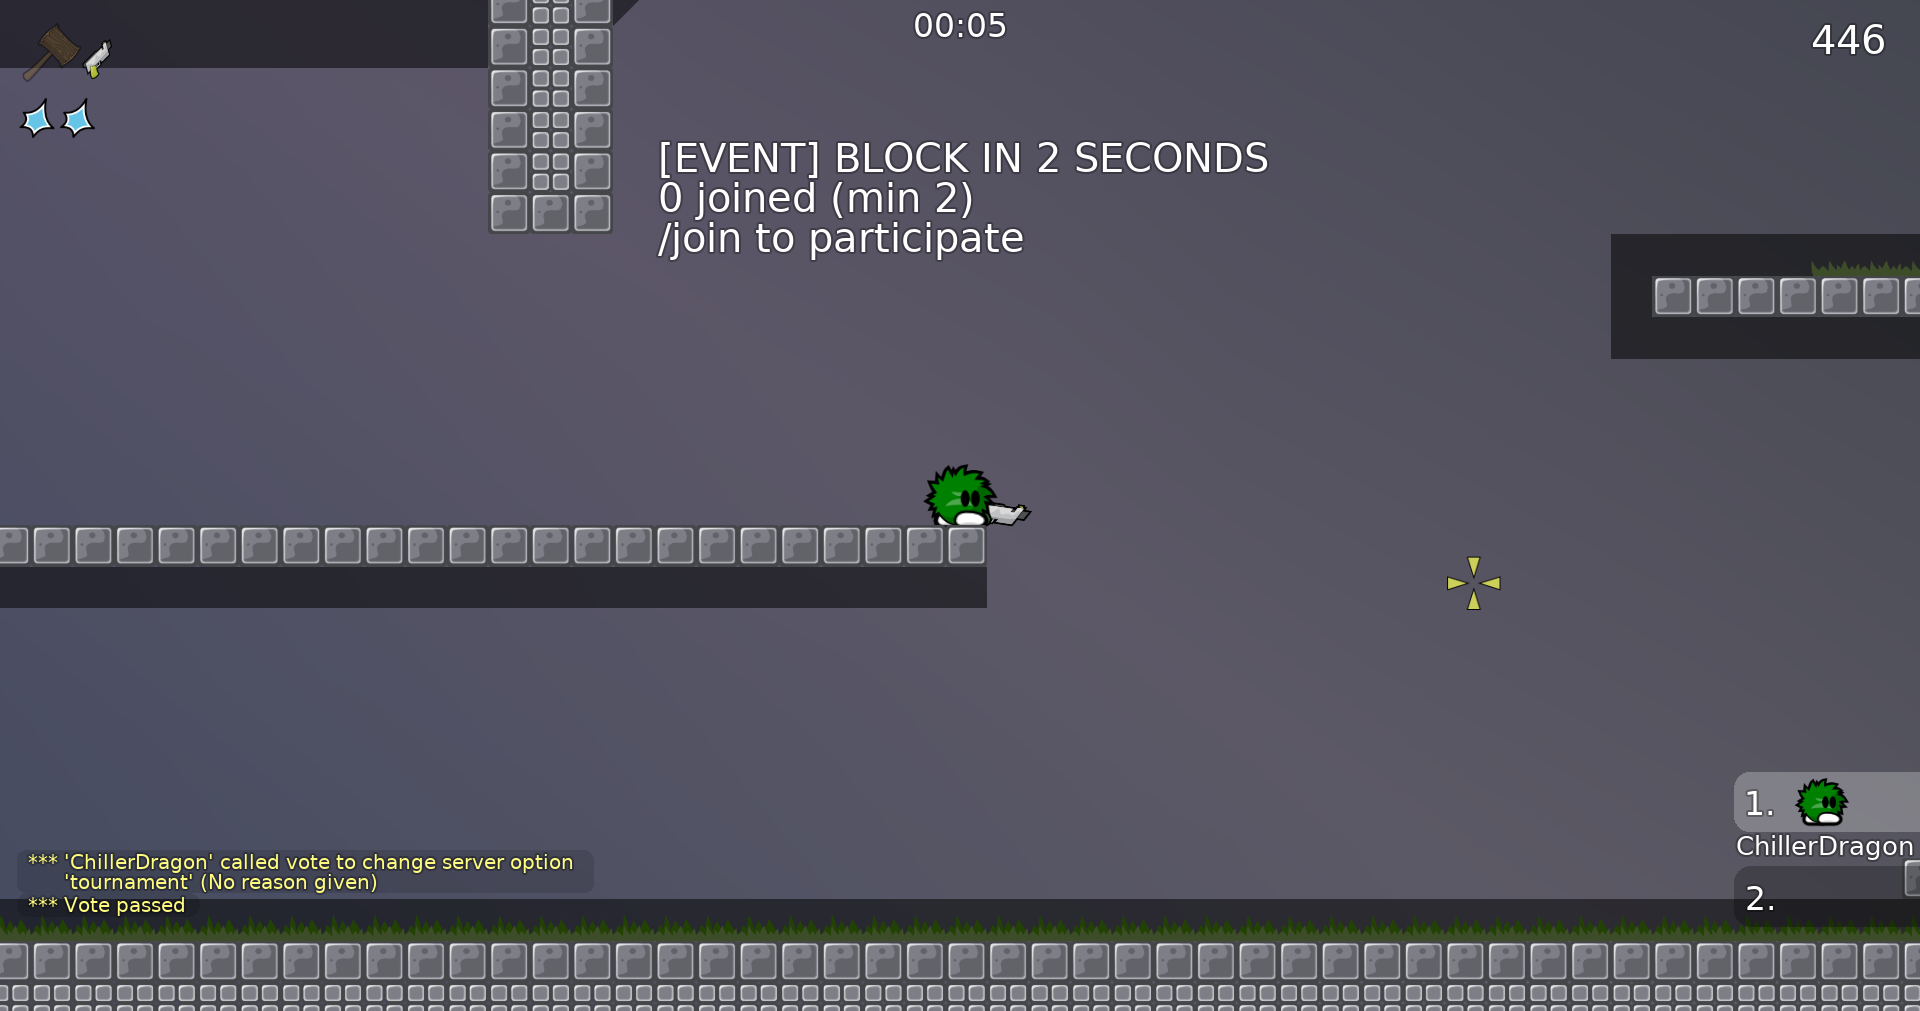 00:05
446
[EVENT] BLOCK IN 2 SECONDS
0 joined (min 2)
/join to participate
1.
ChillerDragon
2.
*** 'ChillerDragon' called vote to change server option
'tournament' (No reason given)
*** Vote passed